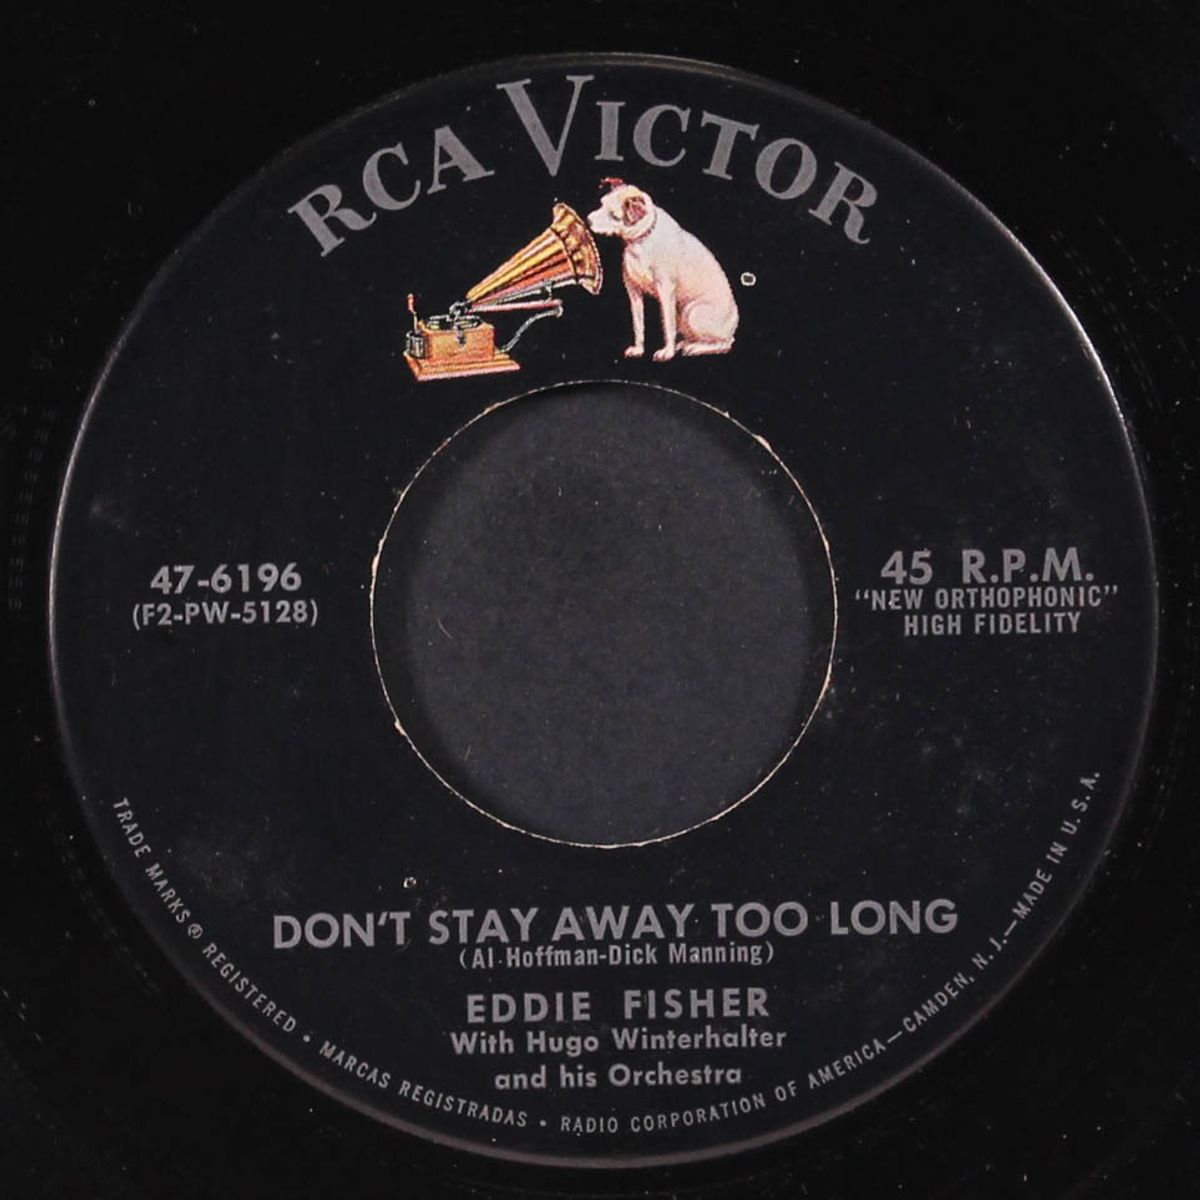 RCA VICTOR
47-6196
(F2-PW-5128)
45 R.P.M.
"NEW ORTHOPHONIC"
HIGH FIDELITY
DON'T STAY AWAY TOO LONG
(Al Hoffman-Dick Manning)
EDDIE FISHER
With Hugo Winterhalter
and his Orchestra
TRADE MARKS ® REGISTERED • MARCAS REGISTRADAS • RADIO CORPORATION OF AMERICA—CAMDEN, N. J.—MADE IN U. S. A.